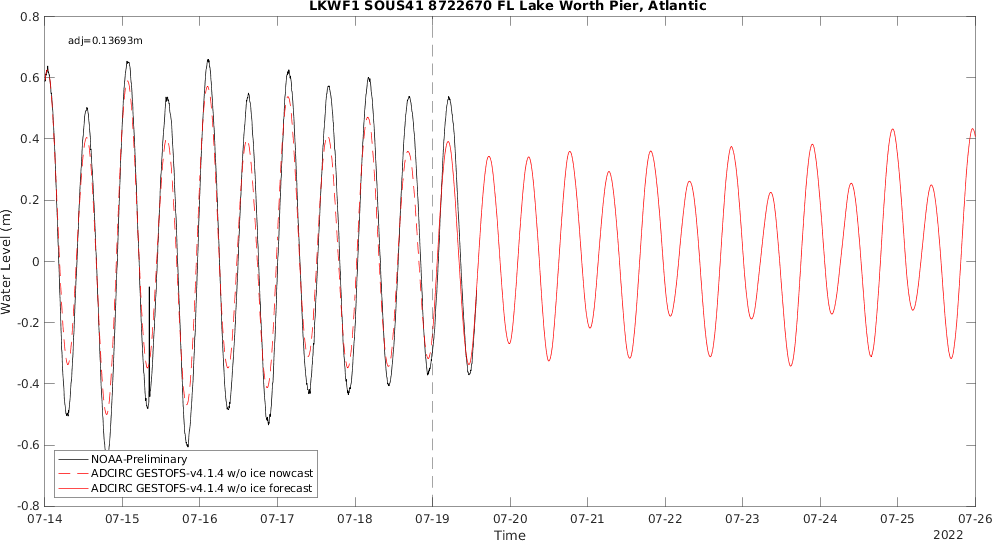 LKWF1 SOUS41 8722670 FL Lake Worth Pier, Atlantic
adj=0.13693m
0.8
0.6
0.4
0.2
0
-0.2
-0.4
-0.6
-0.8
Water Level (m)
NOAA-Preliminary
ADCIRC GESTOFS-v4.1.4 w/o ice nowcast
ADCIRC GESTOFS-v4.1.4 w/o ice forecast
07-14 07-15 07-16 07-17 07-18 07-19 07-20 07-21 07-22 07-23 07-24 07-25 07-26
Time
2022